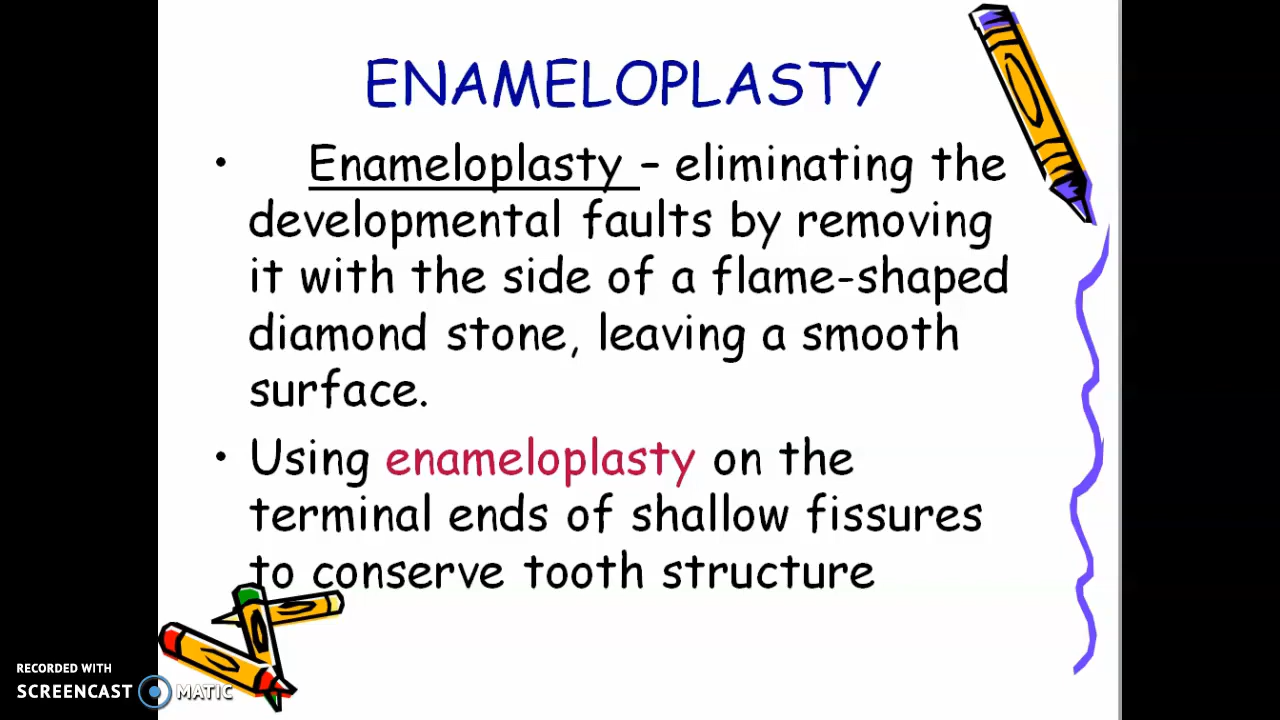 ENAMELOPLASTY
• Enameloplasty – eliminating the
developmental faults by removing
it with the side of a flame-shaped
diamond stone, leaving a smooth
surface.
• Using enameloplasty on the
terminal ends of shallow fissures
to conserve tooth structure
RECORDED WITH
SCREENCAST MATIC